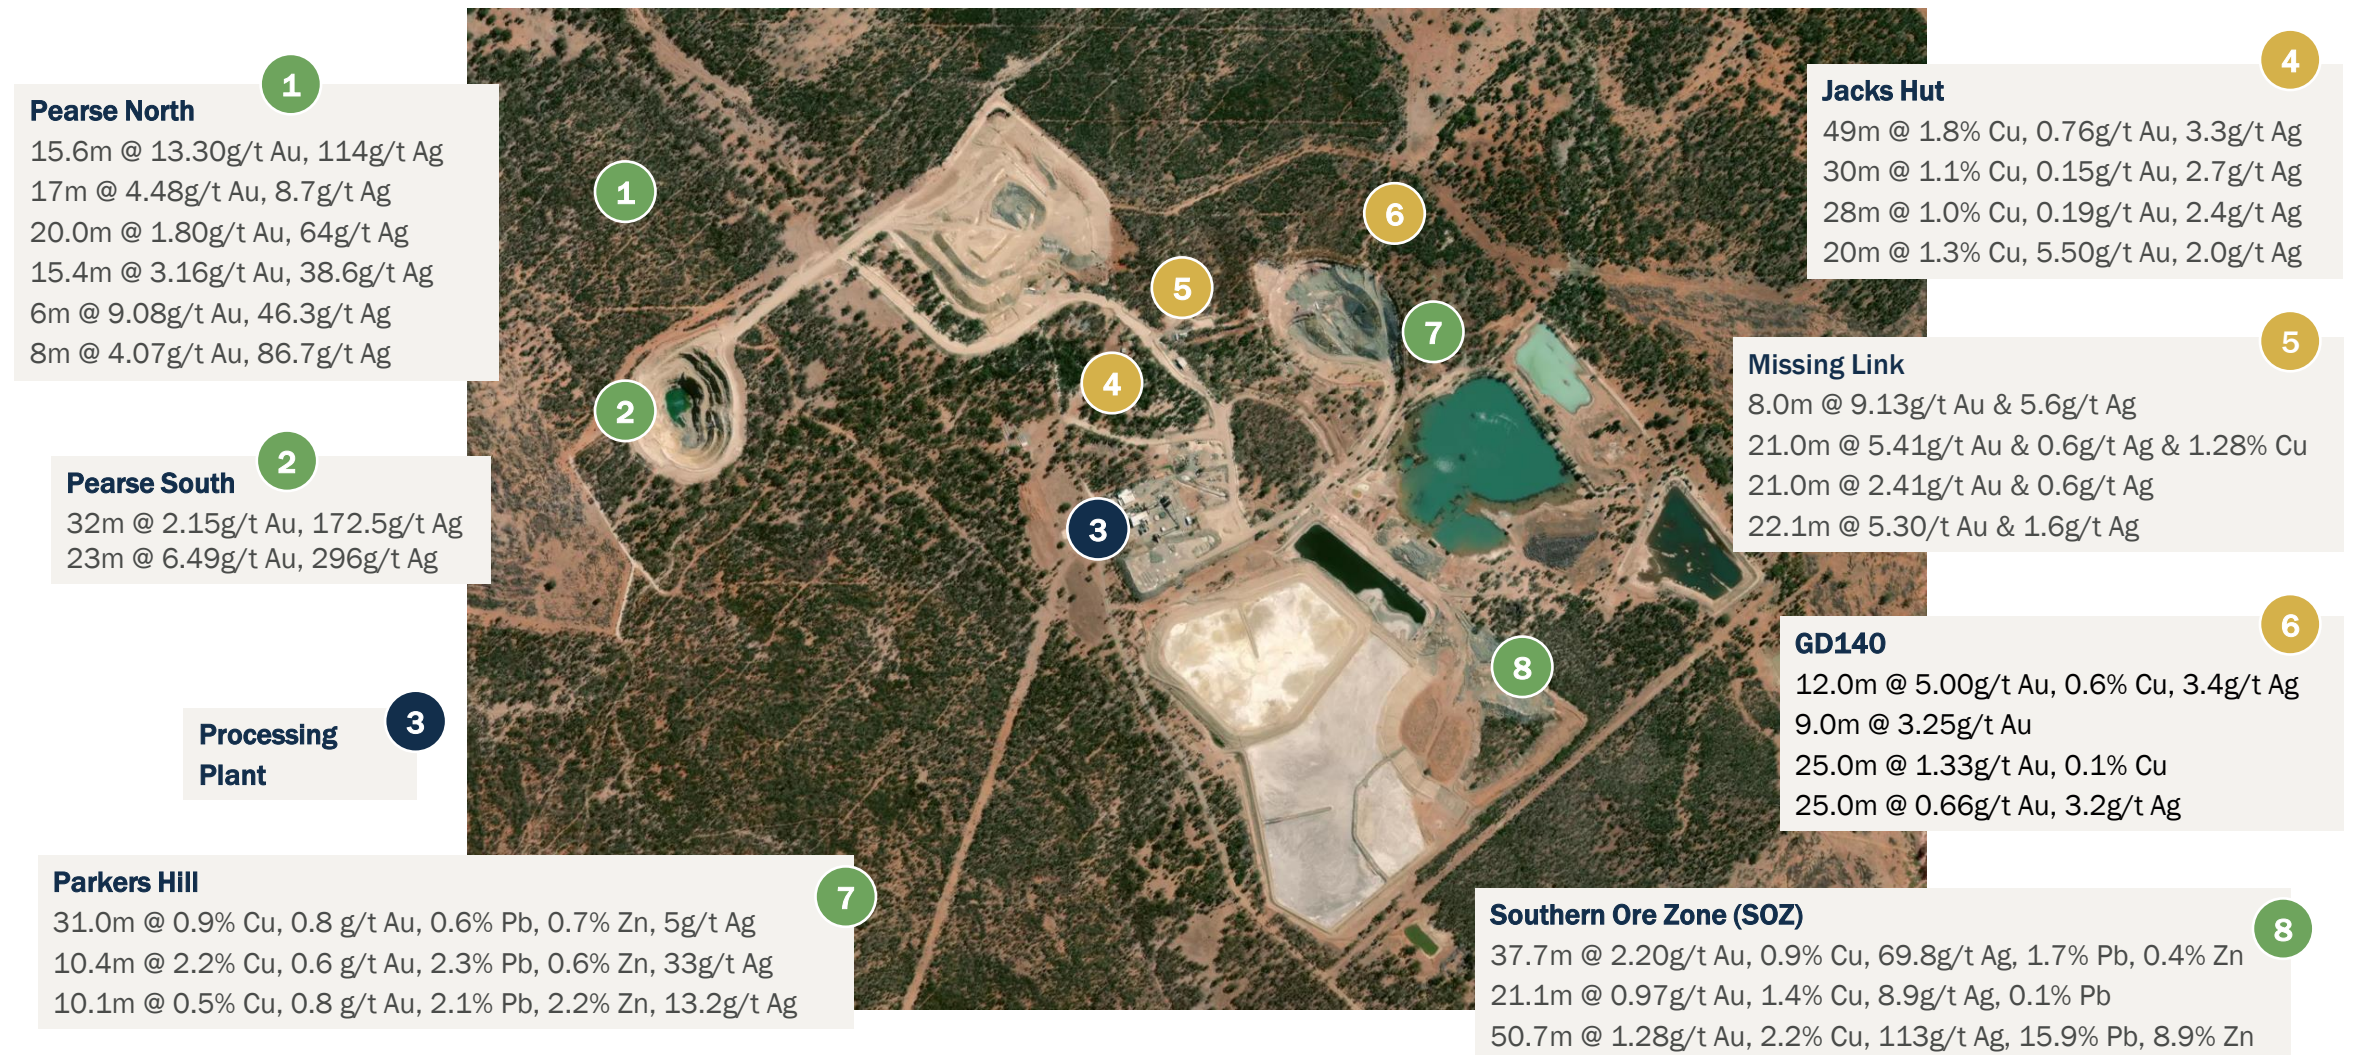 1
Pearse North
15.6m @ 13.30g/t Au, 114g/t Ag
17m @ 4.48g/t Au, 8.7g/t Ag
20.0m @ 1.80g/t Au, 64g/t Ag
15.4m @ 3.16g/t Au, 38.6g/t Ag
6m @ 9.08g/t Au, 46.3g/t Ag
8m @ 4.07g/t Au, 86.7g/t Ag
2
Pearse South
32m @ 2.15g/t Au, 172.5g/t Ag
23m @ 6.49g/t Au, 296g/t Ag
3
Processing
Plant
7
Parkers Hill
31.0m @ 0.9% Cu, 0.8 g/t Au, 0.6% Pb, 0.7% Zn, 5g/t Ag
10.4m @ 2.2% Cu, 0.6 g/t Au, 2.3% Pb, 0.6% Zn, 33g/t Ag
10.1m @ 0.5% Cu, 0.8 g/t Au, 2.1% Pb, 2.2% Zn, 13.2g/t Ag
1
6
5
7
4
2
3
8
4
Jacks Hut
49m @ 1.8% Cu, 0.76g/t Au, 3.3g/t Ag
30m @ 1.1% Cu, 0.15g/t Au, 2.7g/t Ag
28m @ 1.0% Cu, 0.19g/t Au, 2.4g/t Ag
20m @ 1.3% Cu, 5.50g/t Au, 2.0g/t Ag
5
Missing Link
8.0m @ 9.13g/t Au & 5.6g/t Ag
21.0m @ 5.41g/t Au & 0.6g/t Ag & 1.28% Cu
21.0m @ 2.41g/t Au & 0.6g/t Ag
22.1m @ 5.30/t Au & 1.6g/t Ag
6
GD140
12.0m @ 5.00g/t Au, 0.6% Cu, 3.4g/t Ag
9.0m @ 3.25g/t Au
25.0m @ 1.33g/t Au, 0.1% Cu
25.0m @ 0.66g/t Au, 3.2g/t Ag
8
Southern Ore Zone (SOZ)
37.7m @ 2.20g/t Au, 0.9% Cu, 69.8g/t Ag, 1.7% Pb, 0.4% Zn
21.1m @ 0.97g/t Au, 1.4% Cu, 8.9g/t Ag, 0.1% Pb
50.7m @ 1.28g/t Au, 2.2% Cu, 113g/t Ag, 15.9% Pb, 8.9% Zn